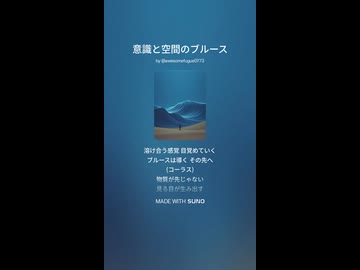 意識と空間のブルース
by @awesomefugue0773
溶け合う感覚 目覚めていく
ブルースは導く その先へ
(コーラス)
物質が先じゃない
見る目が生み出す
MADE WITH SUNO